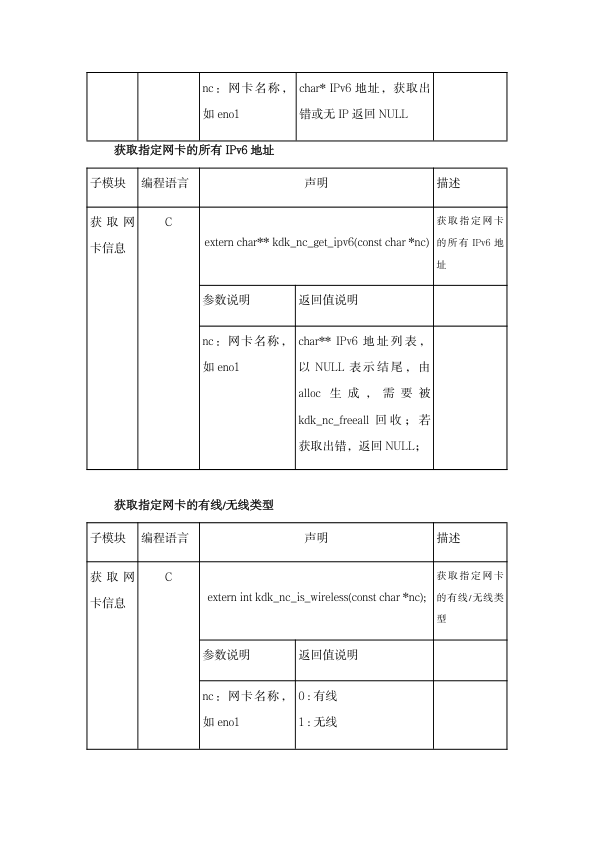 nc：网卡名称， char* IPv6 地址，获取出
如 eno1 错或无 IP 返回 NULL
获取指定网卡的所有 IPv6 地址
子模块 编程语言 声明 描述
获取网
卡信息
C
extern char** kdk_nc_get_ipv6(const char *nc)
获取指定网卡
的所有 IPv6 地
址
参数说明 返回值说明
nc：网卡名称，
如 eno1
char** IPv6 地址列表，
以 NULL 表示结尾，由
alloc 生成，需要被
kdk_nc_freeall 回收；若
获取出错，返回 NULL；
获取指定网卡的有线/无线类型
子模块 编程语言 声明 描述
获取网
卡信息
C
extern int kdk_nc_is_wireless(const char *nc);
获取指定网卡
的有线/无线类
型
参数说明 返回值说明
nc：网卡名称，
如 eno1
0 : 有线
1 : 无线